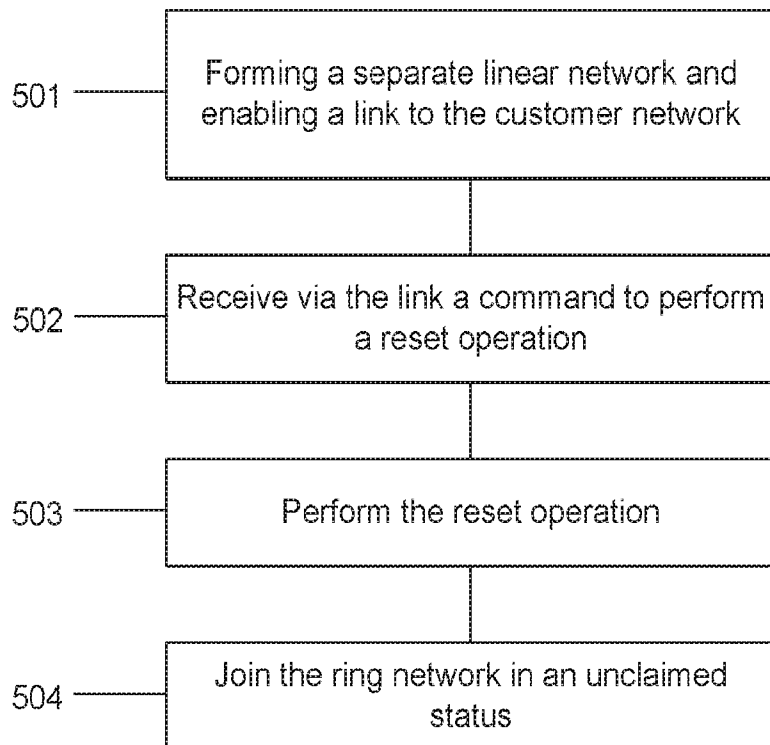 501
Forming a separate linear network and
enabling a link to the customer network
502
Receive via the link a command to perform
a reset operation
503
Perform the reset operation
504
Join the ring network in an unclaimed
status